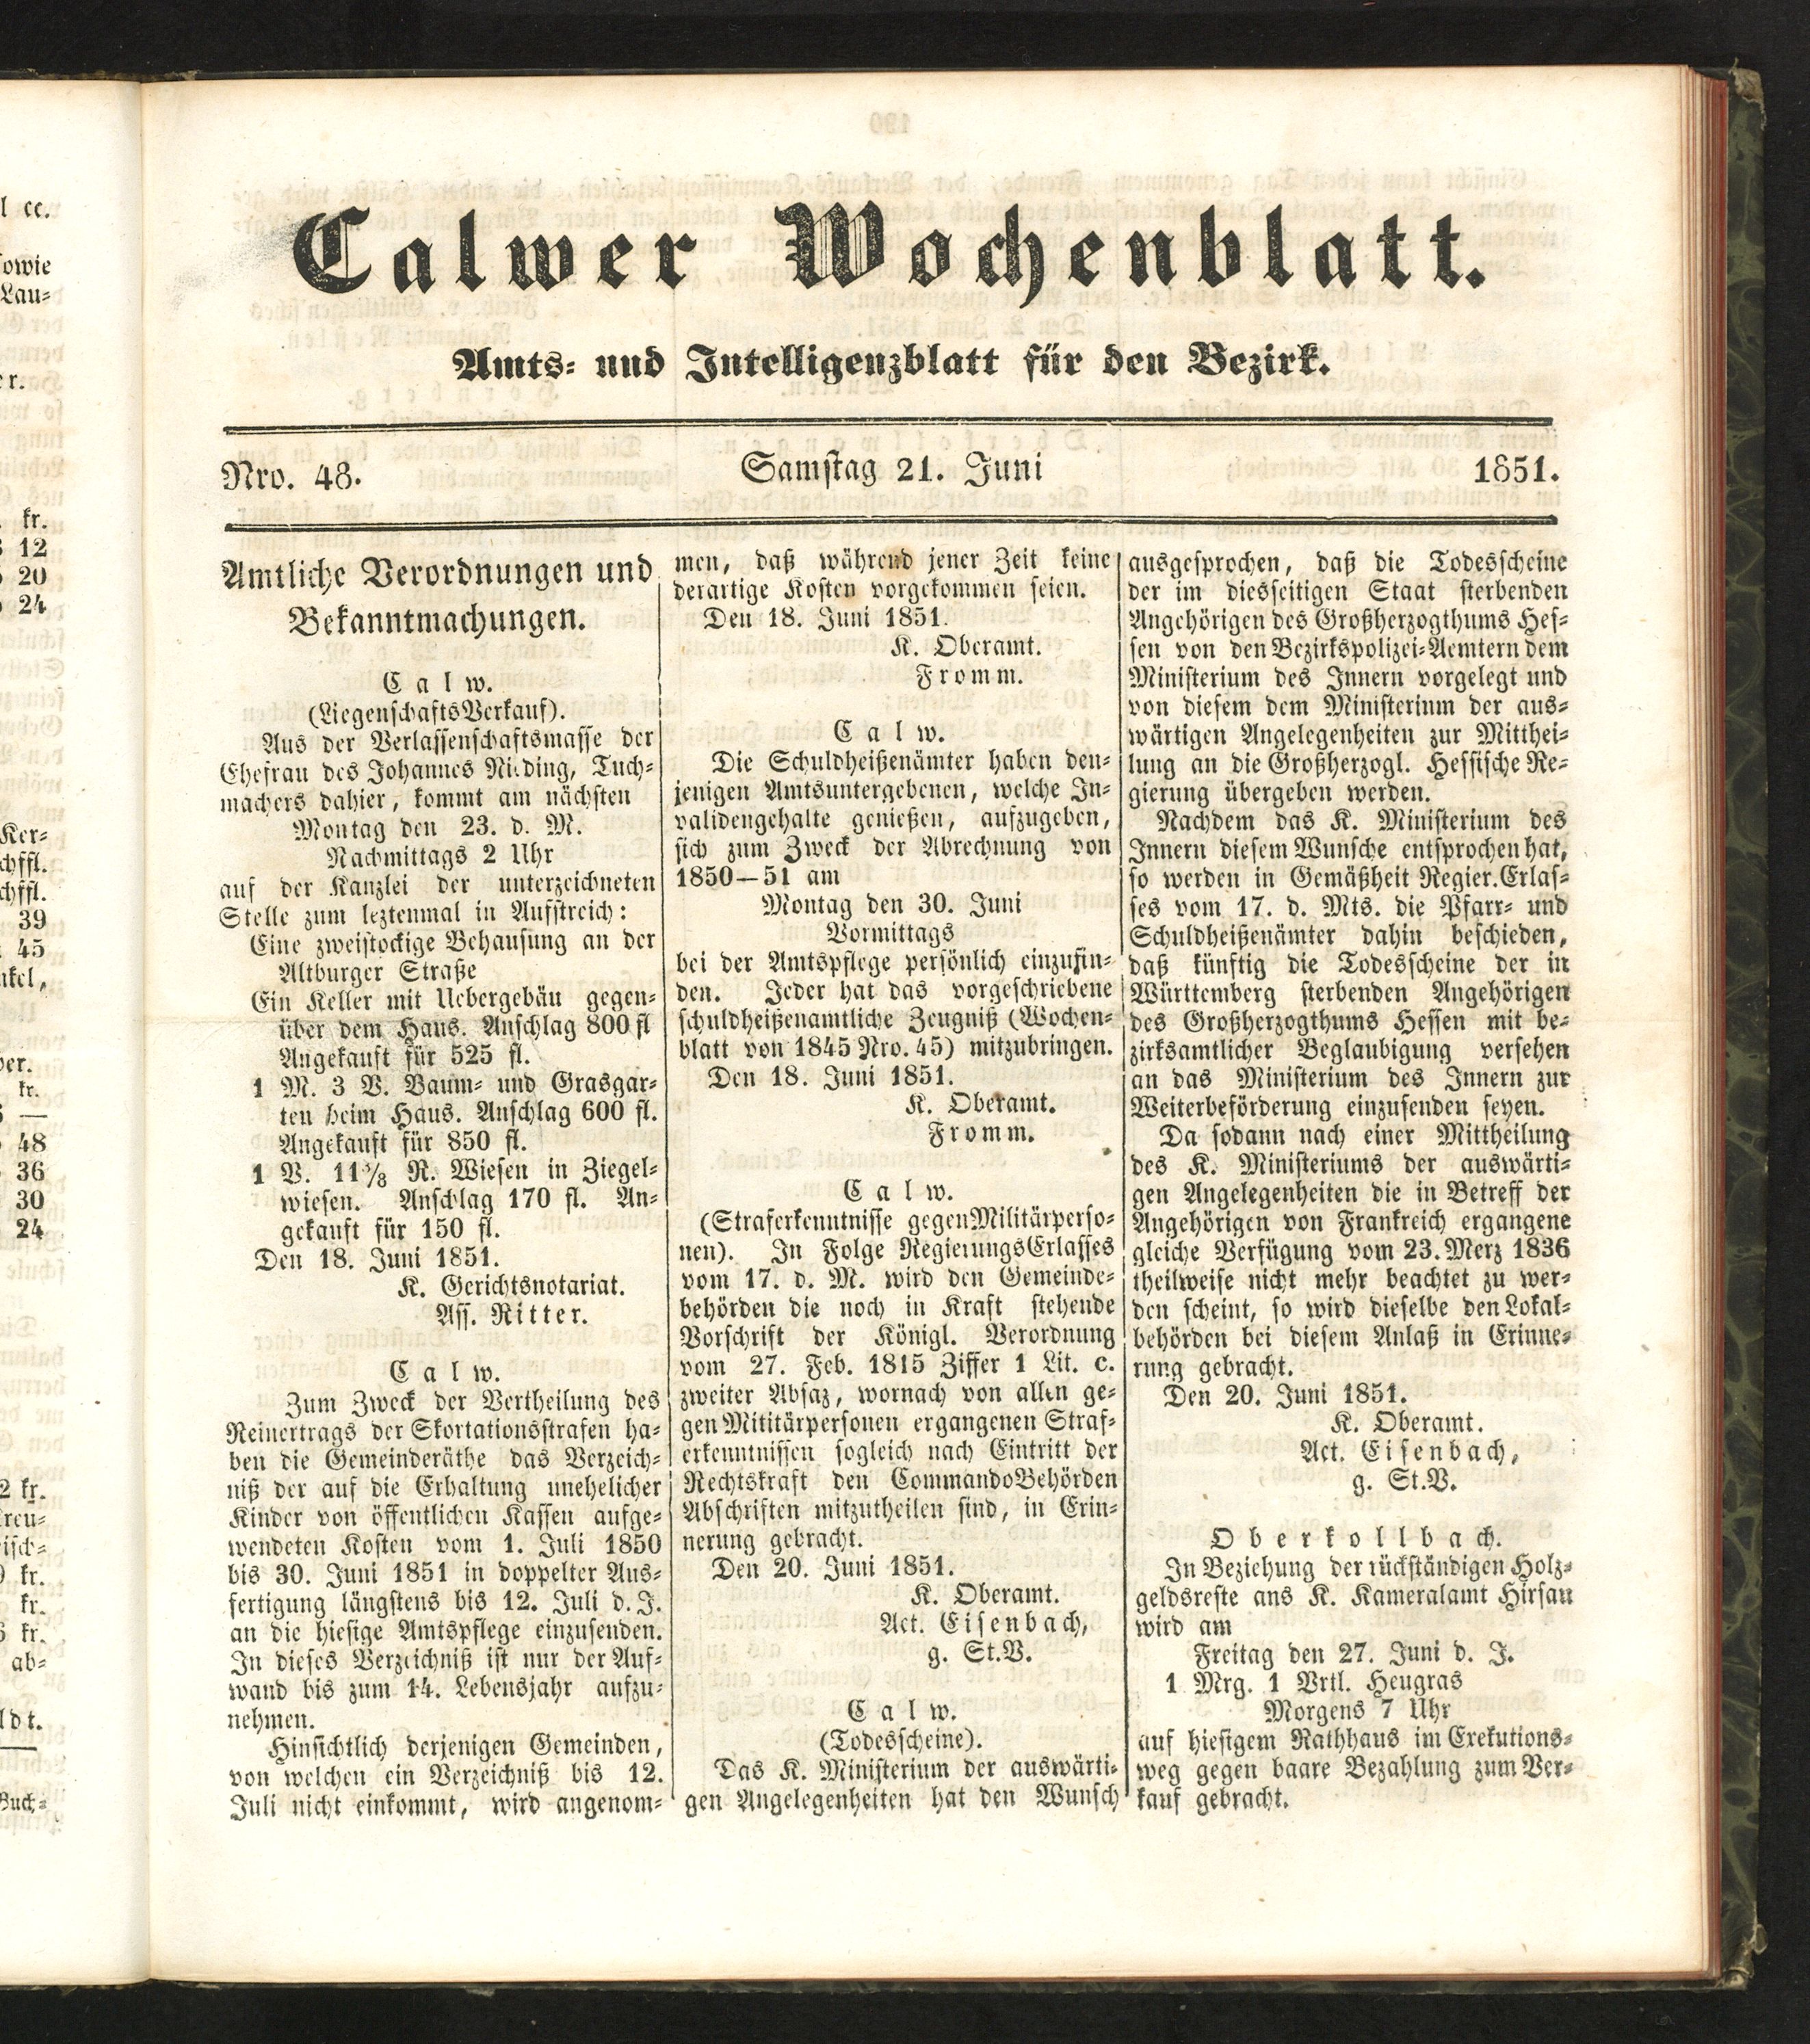 Calwer Wochenblatt.
Amts- und Intelligenzblatt für den Bezirk.
Nro. 48.
Samstag 21. Juni
1851.
Amtliche Verordnungen und
Bekanntmachungen.
Calw.
(LiegenschaftsVerkauf).
Aus der Verlassenschaftsmasse der
Ehefrau des Johannes Nieding, Tuch-
machers dahier, kommt am nächsten
Montag den 23. d. M.
Nachmittags 2 Uhr
auf der Kanzlei der unterzeichneten
Stelle zum leztenmal in Aufstreich:
Eine zweistockige Behausung an der
Altburger Straße
Ein Keller mit Uebergebäu gegen-
über dem Haus. Anschlag 800 fl
Angekauft für 525 fl.
1 M. 3 V. Baum- und Grasgar-
ten beim Haus. Anschlag 600 fl.
Angekauft für 850 fl.
1 V. 11⅜ R. Wiesen in Ziegel-
wiesen. Anschlag 170 fl. An-
gekauft für 150 fl.
Den 18. Juni 1851.
K. Gerichtsnotariat.
Ass. Ritter.
Calw.
Zum Zweck der Vertheilung des
Reinertrags der Skortationsstrafen ha-
ben die Gemeinderäthe das Verzeich-
niß der auf die Erhaltung unehelicher
Kinder von öffentlichen Kassen aufge-
wendeten Kosten vom 1. Juli 1850
bis 30. Juni 1851 in doppelter Aus-
fertigung längstens bis 12. Juli d. J.
an die hiesige Amtspflege einzusenden.
In dieses Verzeichniß ist nur der Auf-
wand bis zum 14. Lebensjahr aufzu-
nehmen.
Hinsichtlich derjenigen Gemeinden,
von welchen ein Verzeichniß bis 12.
Juli nicht einkommt, wird angenom-
men, daß während jener Zeit keine
derartige Kosten vorgekommen seien.
Den 18. Juni 1851.
K. Oberamt.
Fromm.
Calw.
Die Schuldheißenämter haben den-
jenigen Amtsuntergebenen, welche In-
validengehalte genießen, aufzugeben,
sich zum Zweck der Abrechnung von
1850—51 am
Montag den 30. Juni
Vormittags
bei der Amtspflege persönlich einzufin-
den. Jeder hat das vorgeschriebene
schuldheißenamtliche Zeugniß (Wochen-
blatt von 1845 Nro. 45) mitzubringen.
Den 18. Juni 1851.
K. Oberamt.
Fromm.
Calw.
(Straferkenntnisse gegen Militärperso-
nen). In Folge RegierungsErlasses
vom 17. d. M. wird den Gemeinde-
behörden die noch in Kraft stehende
Vorschrift der Königl. Verordnung
vom 27. Feb. 1815 Ziffer 1 Lit. c.
zweiter Absaz, wornach von allen ge-
gen Mititärpersonen ergangenen Straf-
erkenntnissen sogleich nach Eintritt der
Rechtskraft den CommandoBehörden
Abschriften mitzutheilen sind, in Erin-
nerung gebracht.
Den 20. Juni 1851.
K. Oberamt.
Act. Eisenbach,
g. St.V.
Calw.
(Todesscheine).
Das K. Ministerium der auswärti-
gen Angelegenheiten hat den Wunsch
ausgesprochen, daß die Todesscheine
der im diesseitigen Staat sterbenden
Angehörigen des Großherzogthums Hes-
sen von den Bezirkspolizei-Aemtern dem
Ministerium des Innern vorgelegt und
von diesem dem Ministerium der aus-
wärtigen Angelegenheiten zur Mitthei-
lung an die Großherzogl. Hessische Re-
gierung übergeben werden.
Nachdem das K. Ministerium des
Innern diesem Wunsche entsprochen hat,
so werden in Gemäßheit Regier.Erlas-
ses vom 17. d. Mts. die Pfarr- und
Schuldheißenämter dahin beschieden,
daß künftig die Todesscheine der in
Württemberg sterbenden Angehörigen
des Großherzogthums Hessen mit be-
zirksamtlicher Beglaubigung versehen
an das Ministerium des Innern zur
Weiterbeförderung einzusenden seyen.
Da sodann nach einer Mittheilung
des K. Ministeriums der auswärti-
gen Angelegenheiten die in Betreff der
Angehörigen von Frankreich ergangene
gleiche Verfügung vom 23. Merz 1836
theilweise nicht mehr beachtet zu wer-
den scheint, so wird dieselbe den Lokal-
behörden bei diesem Anlaß in Erinne-
rung gebracht.
Den 20. Juni 1851.
K. Oberamt.
Act. Eisenbach,
g. St.V.
Oberkollbach.
In Beziehung der rückständigen Holz-
geldsreste ans K. Kameralamt Hirsau
wird am
Freitag den 27. Juni d. J.
1 Mrg. 1 Vrtl. Heugras
Morgens 7 Uhr
auf hiesigem Rathhaus im Exekutions-
weg gegen baare Bezahlung zum Ver-
kauf gebracht.